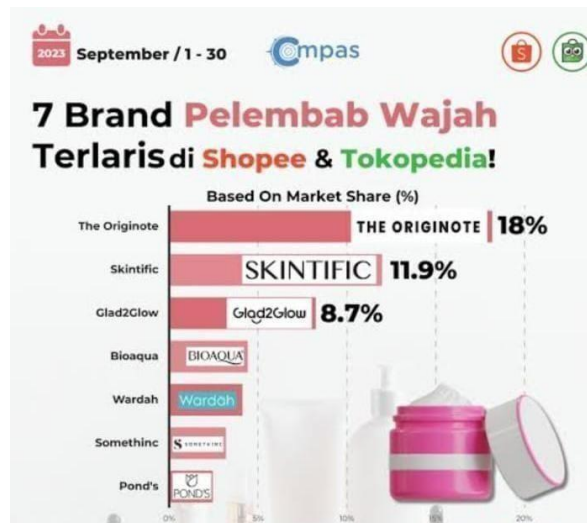 2023
September / 1 - 30
Compas
7 Brand Pelembab Wajah
Terlaris di Shopee & Tokopedia!
Based On Market Share (%)
The Originote THE ORIGINOTE 18%
Skintific SKINTIFIC 11.9%
Glad2Glow Glad2Glow 8.7%
Bioaqua BIOAQUA
Wardah Wardah
Somethinc SOMETHINC
Pond's POND'S
0% 5% 10% 15% 20%